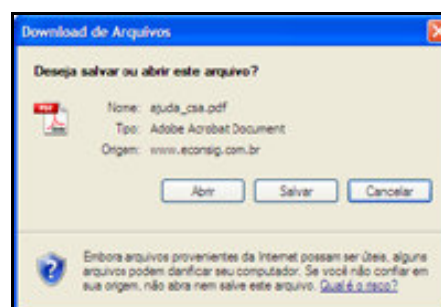 Download de Arquivos
Deseja salvar ou abrir este arquivo?
Nome: ajuda_csa.pdf
Tipo: Adobe Acrobat Document
Origem: www.econsig.com.br
Abrir Salvar Cancelar
Embora arquivos provenientes da Internet possam ser úteis, alguns
arquivos podem danificar seu computador. Se você não confiar em
sua origem, não abra nem salve este arquivo. Qual é o risco?